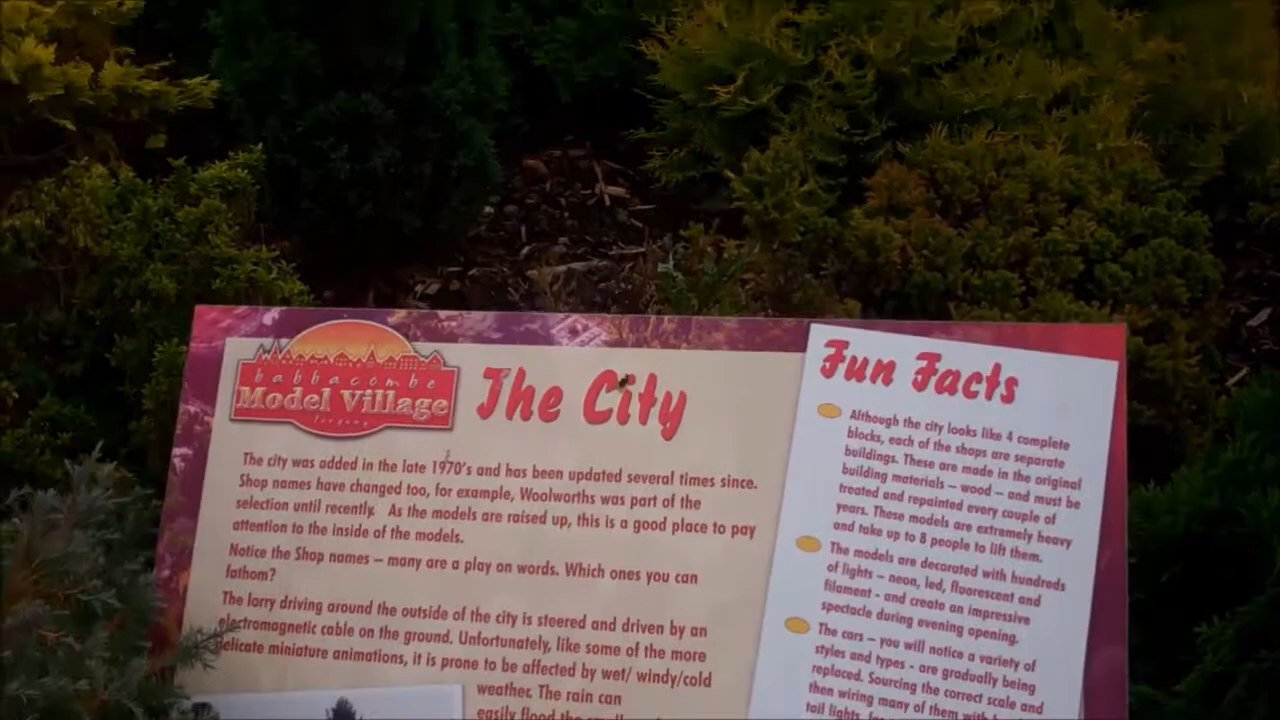 babbacombe
Model Village
torquay
The City
The city was added in the late 1970's and has been updated several times since.
Shop names have changed too, for example, Woolworths was part of the
selection until recently. As the models are raised up, this is a good place to pay
attention to the inside of the models.
Notice the Shop names – many are a play on words. Which ones you can
fathom?
The lorry driving around the outside of the city is steered and driven by an
electromagnetic cable on the ground. Unfortunately, like some of the more
delicate miniature animations, it is prone to be affected by wet/ windy/cold
weather. The rain can
easily flood the
Fun Facts
Although the city looks like 4 complete
blocks, each of the shops are separate
buildings. These are made in the original
building materials – wood – and must be
treated and repainted every couple of
years. These models are extremely heavy
and take up to 8 people to lift them.
The models are decorated with hundreds
of lights – neon, led, fluorescent and
filament - and create an impressive
spectacle during evening opening.
The cars – you will notice a variety of
styles and types - are gradually being
replaced. Sourcing the correct scale and
then wiring many of them with
tail lights,